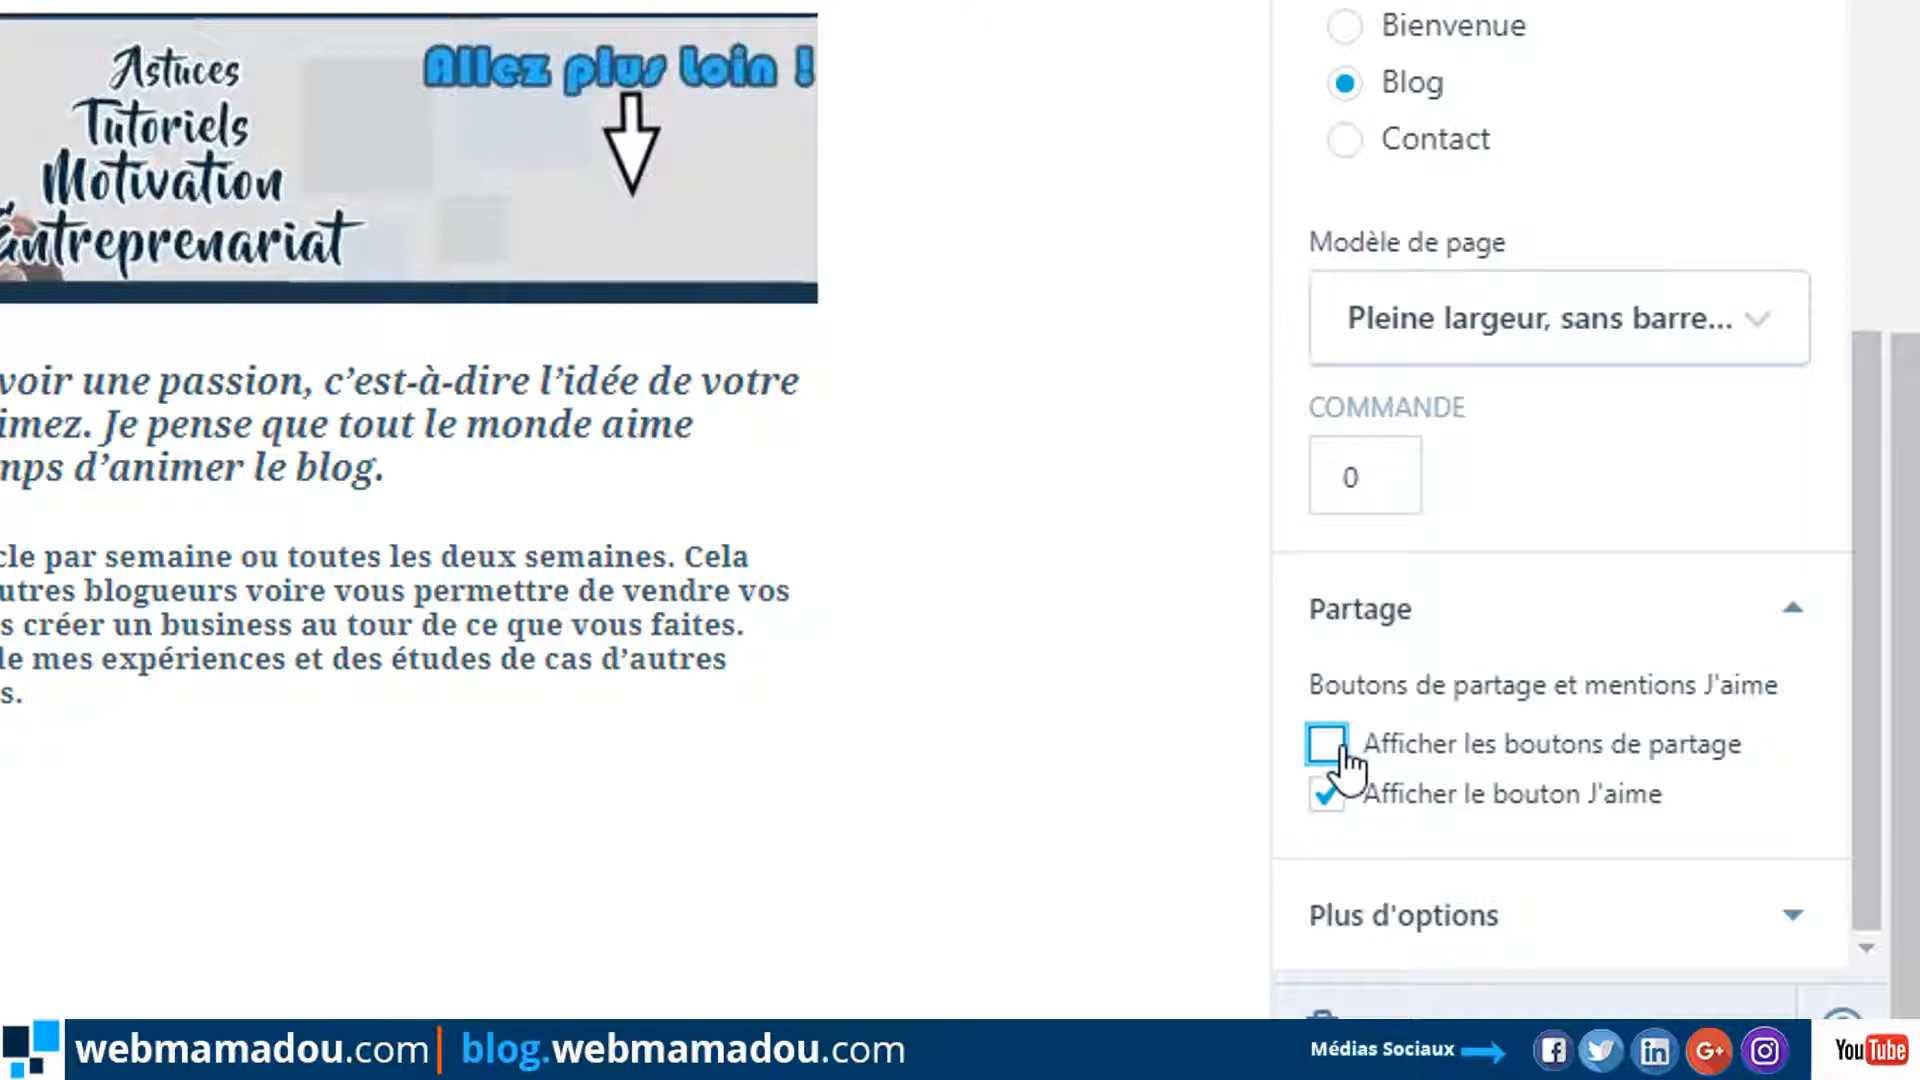 Astuces
Tutoriels
Motivation
Entreprenariat
Allez plus loin !
voir une passion, c’est-à-dire l’idée de votre
imez. Je pense que tout le monde aime
mps d’animer le blog.
cle par semaine ou toutes les deux semaines. Cela
utres blogueurs voire vous permettre de vendre vos
s créer un business au tour de ce que vous faites.
de mes expériences et des études de cas d’autres
s.
Bienvenue
Blog
Contact
Modèle de page
Pleine largeur, sans barre...
COMMANDE
0
Partage
Boutons de partage et mentions J'aime
Afficher les boutons de partage
Afficher le bouton J'aime
Plus d'options
webmamadou.com | blog.webmamadou.com
Médias Sociaux
YouTube